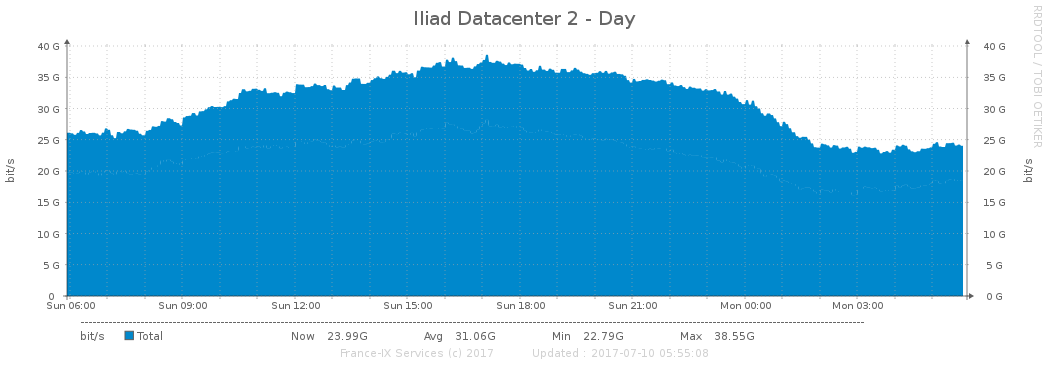 Iliad Datacenter 2 - Day
RRDTOOL / TOBI OETIKER
bit/s
40 G 40 G
35 G 35 G
30 G 30 G
25 G 25 G
20 G 20 G
15 G 15 G
10 G 10 G
5 G 5 G
0 0 G
bit/s
Sun 06:00 Sun 09:00 Sun 12:00 Sun 15:00 Sun 18:00 Sun 21:00 Mon 00:00 Mon 03:00
bit/s Total Now 23.99G Avg 31.06G Min 22.79G Max 38.55G
France-IX Services (c) 2017 Updated : 2017-07-10 05:55:08